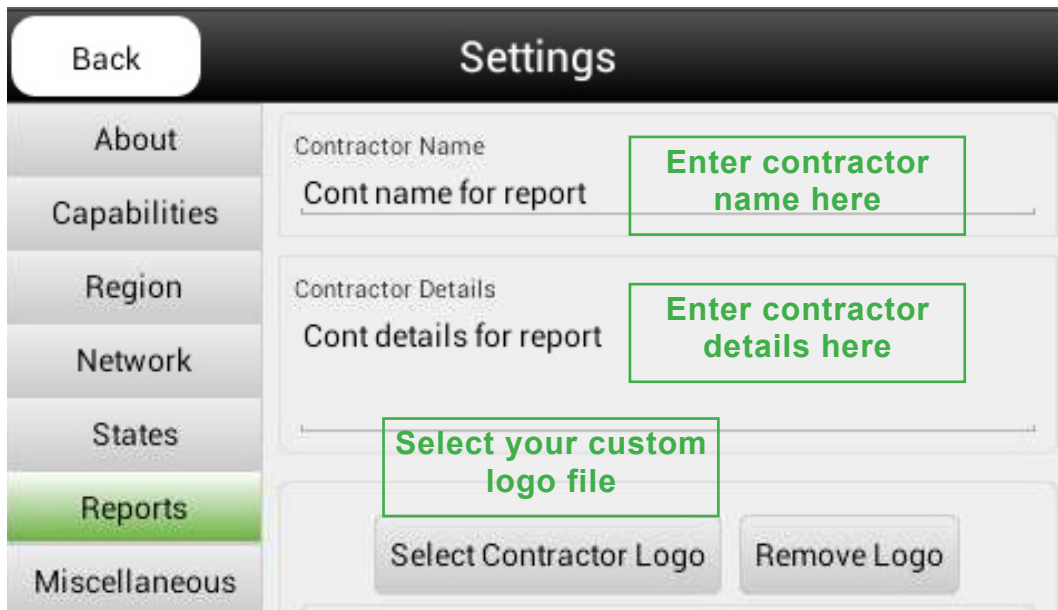 Back
Settings
About
Capabilities
Region
Network
States
Reports
Miscellaneous
Contractor Name
Cont name for report
Enter contractor
name here
Contractor Details
Cont details for report
Enter contractor
details here
Select your custom
logo file
Select Contractor Logo
Remove Logo